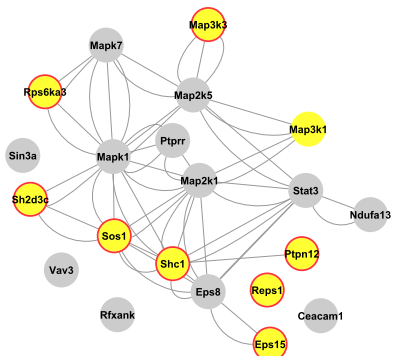 Map3k3
Mapk7
Rps6ka3
Map2k5
Map3k1
Ptprr
Sin3a
Mapk1
Map2k1
Stat3
Sh2d3c
Ndufa13
Sos1
Ptpn12
Shc1
Vav3
Reps1
Eps8
Rfxank
Ceacam1
Eps15